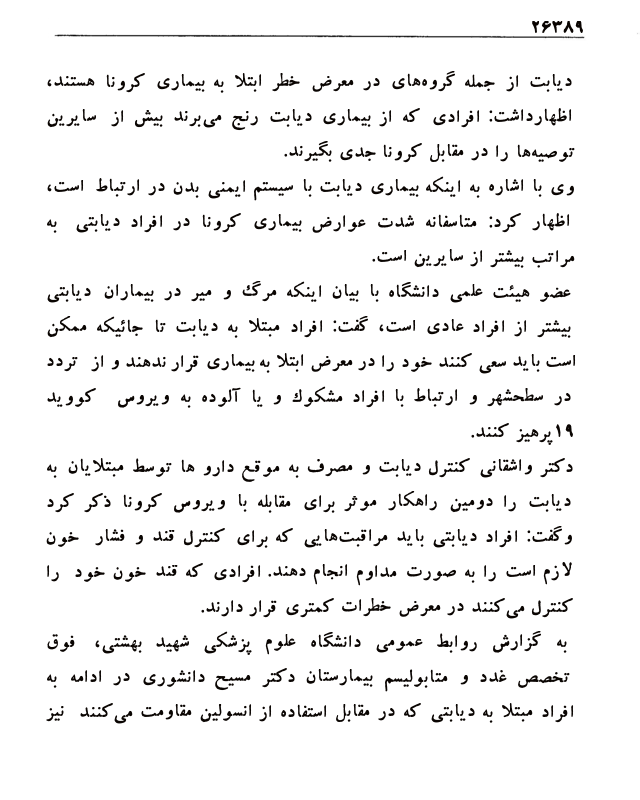 ۲۶۳۸۹
دیابت از جمله گروه‌های در معرض خطر ابتلا به بیماری کرونا هستند،
اظهارداشت: افرادی که از بیماری دیابت رنج می‌برند بیش از سایرین
توصیه‌ها را در مقابل کرونا جدی بگیرند.
وی با اشاره به اینکه بیماری دیابت با سیستم ایمنی بدن در ارتباط است،
اظهار کرد: متاسفانه شدت عوارض بیماری کرونا در افراد دیابتی به
مراتب بیشتر از سایرین است.
عضو هیئت علمی دانشگاه با بیان اینکه مرگ و میر در بیماران دیابتی
بیشتر از افراد عادی است، گفت: افراد مبتلا به دیابت تا جائیکه ممکن
است باید سعی کنند خود را در معرض ابتلا به بیماری قرار ندهند و از تردد
در سطحشهر و ارتباط با افراد مشکوك و یا آلوده به ویروس کووید
۱۹پرهیز کنند.
دکتر واشقانی کنترل دیابت و مصرف به موقع دارو ها توسط مبتلایان به
دیابت را دومین راهکار موثر برای مقابله با ویروس کرونا ذکر کرد
وگفت: افراد دیابتی باید مراقبت‌هایی که برای کنترل قند و فشار خون
لازم است را به صورت مداوم انجام دهند. افرادی که قند خون خود را
کنترل می‌کنند در معرض خطرات کمتری قرار دارند.
به گزارش روابط عمومی دانشگاه علوم پزشکی شهید بهشتی، فوق
تخصص غدد و متابولیسم بیمارستان دکتر مسیح دانشوری در ادامه به
افراد مبتلا به دیابتی که در مقابل استفاده از انسولین مقاومت می‌کنند نیز